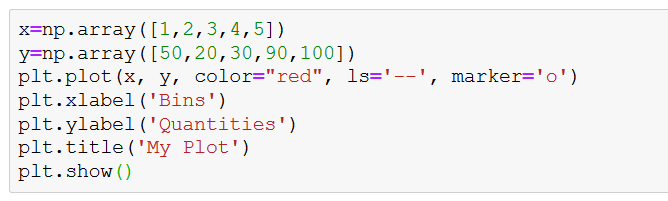 x=np.array([1,2,3,4,5])
y=np.array([50,20,30,90,100])
plt.plot(x, y, color="red", ls='--', marker='o')
plt.xlabel('Bins')
plt.ylabel('Quantities')
plt.title('My Plot')
plt.show()